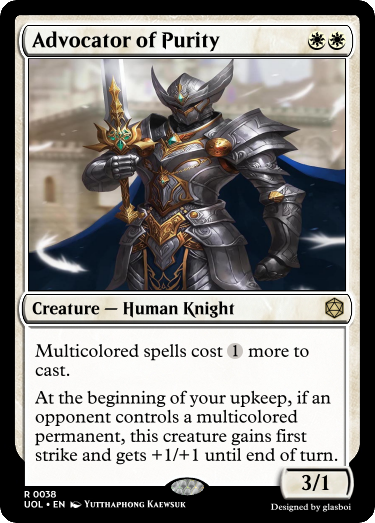 Advocator of Purity
Creature — Human Knight
Multicolored spells cost 1 more to
cast.
At the beginning of your upkeep, if an
opponent controls a multicolored
permanent, this creature gains first
strike and gets +1/+1 until end of turn.
3/1
R 0038
UOL • EN Yutthaphong Kaewsuk
Designed by glasboi